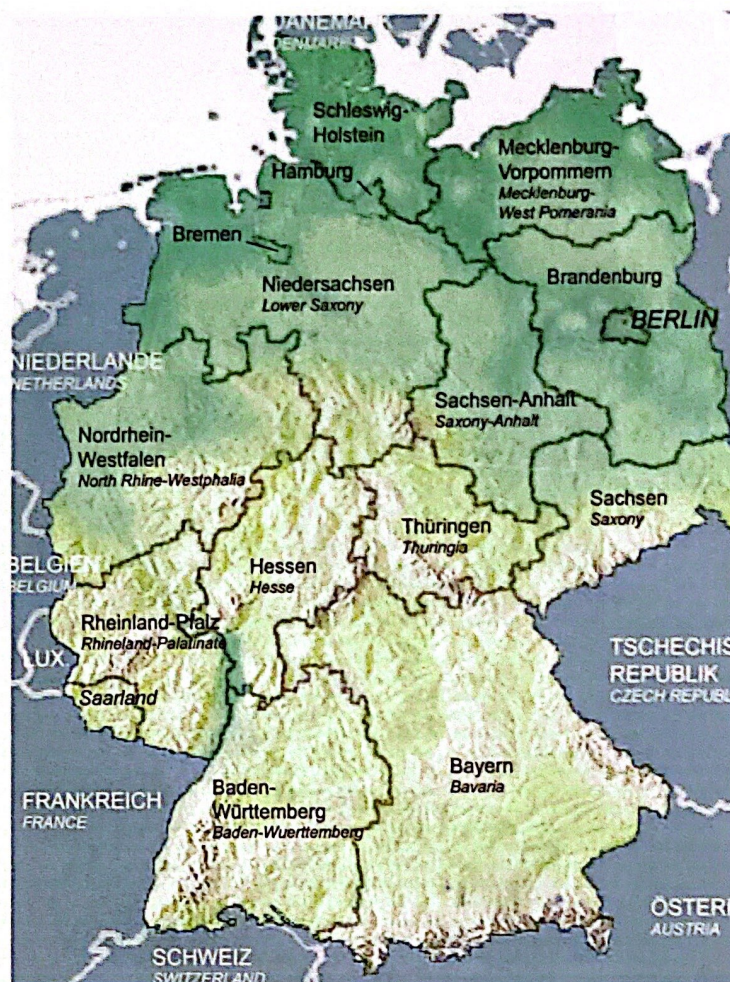 DÄNEMARK
DENMARK
Schleswig-
Holstein
Mecklenburg-
Vorpommern
Mecklenburg-
West Pomerania
Hamburg
Bremen
Niedersachsen
Lower Saxony
Brandenburg
BERLIN
NIEDERLANDE
NETHERLANDS
Sachsen-Anhalt
Saxony-Anhalt
Nordrhein-
Westfalen
North Rhine-Westphalia
Sachsen
Saxony
Thüringen
Thuringia
Hessen
Hesse
BELGIEN
BELGIUM
Rheinland-Pfalz
Rhineland-Palatinate
LUX.
Saarland
TSCHECHIS
REPUBLIK
CZECH REPUBL
Bayern
Bavaria
Baden-
Württemberg
Baden-Wuerttemberg
FRANKREICH
FRANCE
ÖSTERR
AUSTRIA
SCHWEIZ
SWITZERLAND